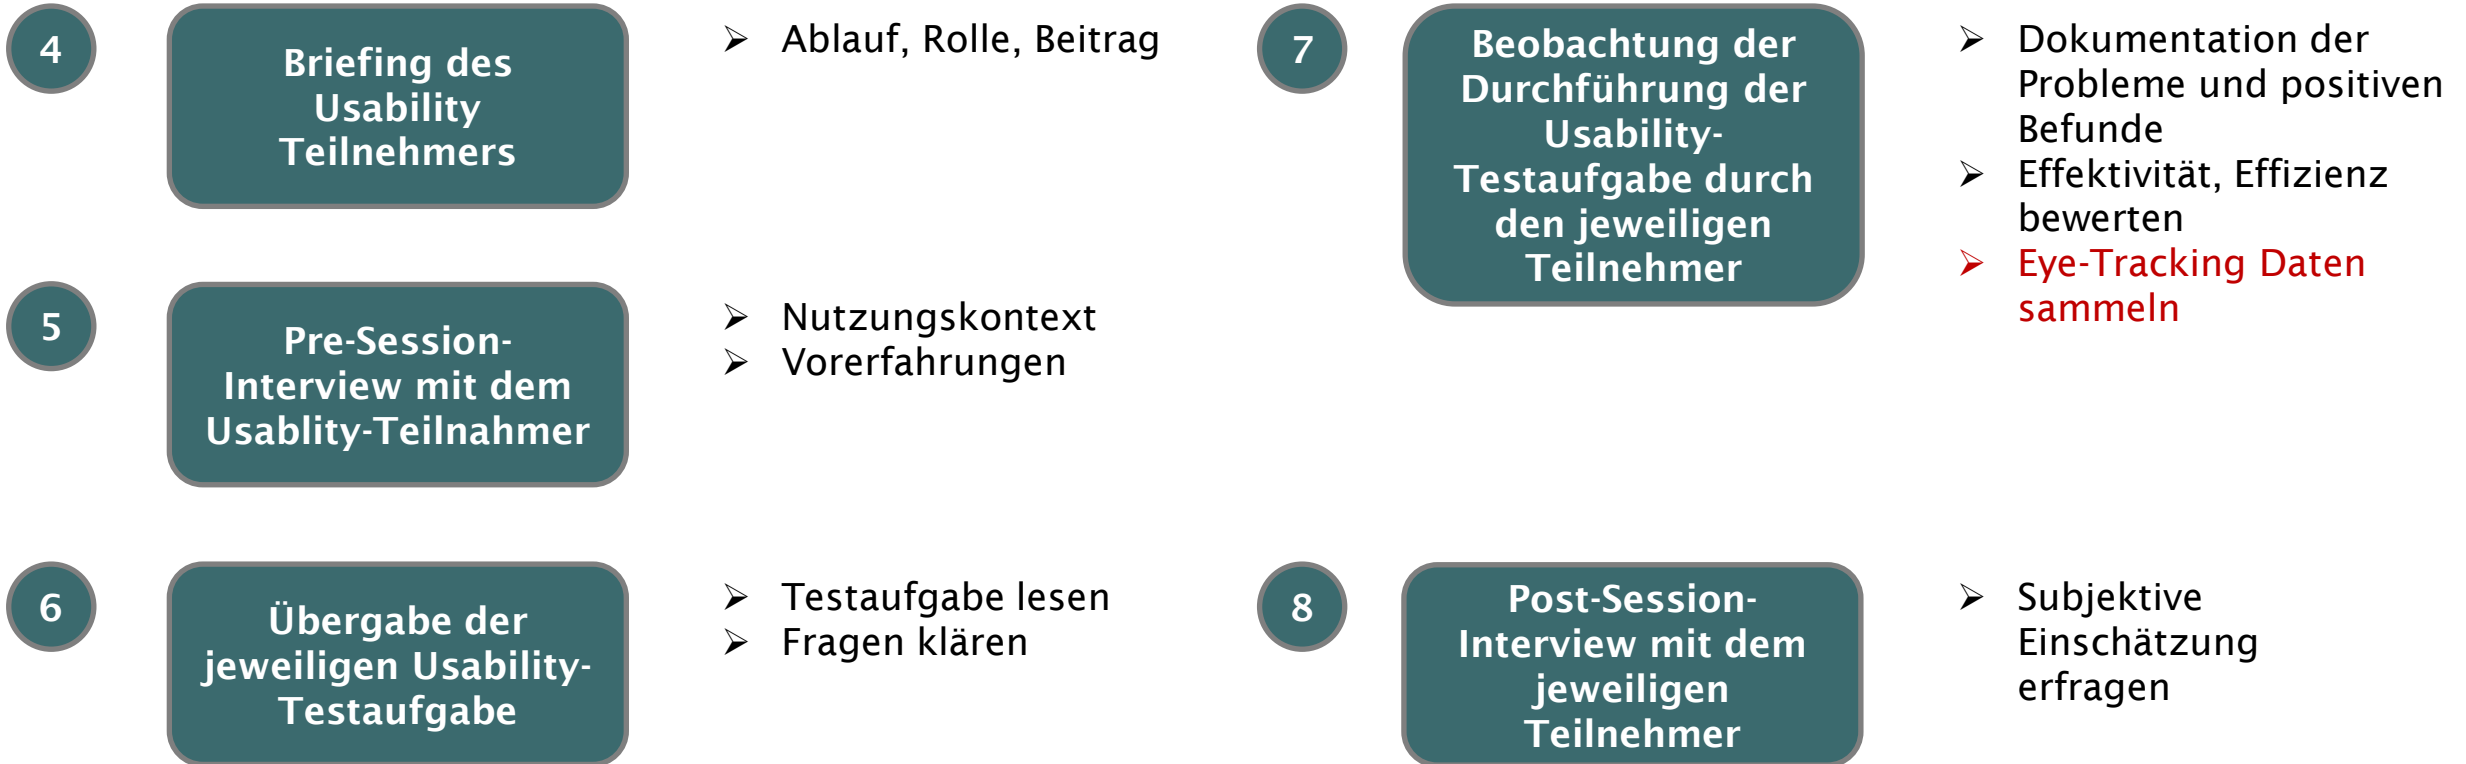 4
Briefing des
Usability
Teilnehmers
➢ Ablauf, Rolle, Beitrag
5
Pre-Session-
Interview mit dem
Usablity-Teilnahmer
➢ Nutzungskontext
➢ Vorerfahrungen
6
Übergabe der
jeweiligen Usability-
Testaufgabe
➢ Testaufgabe lesen
➢ Fragen klären
7
Beobachtung der
Durchführung der
Usability-
Testaufgabe durch
den jeweiligen
Teilnehmer
➢ Dokumentation der
Probleme und positiven
Befunde
➢ Effektivität, Effizienz
bewerten
➢ Eye-Tracking Daten
sammeln
8
Post-Session-
Interview mit dem
jeweiligen
Teilnehmer
➢ Subjektive
Einschätzung
erfragen